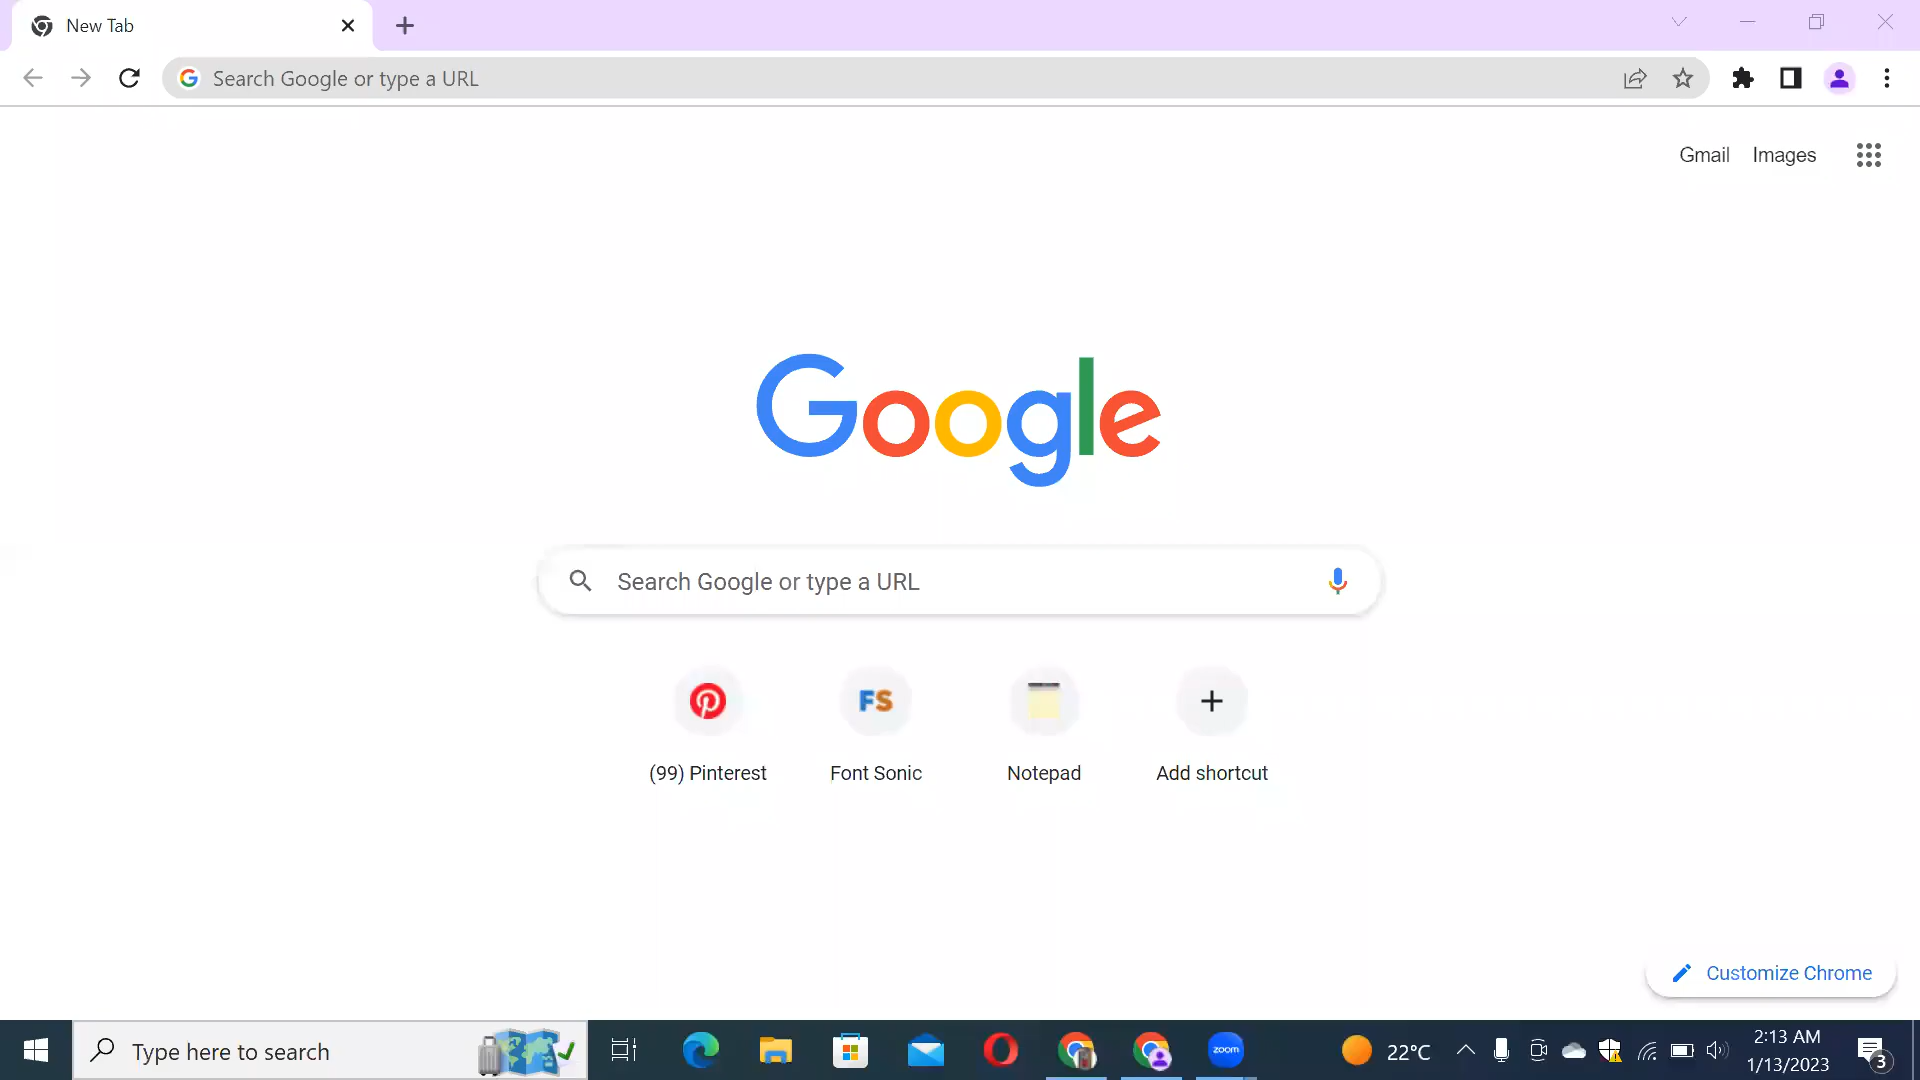 New Tab
Search Google or type a URL
Gmail Images
Google
Search Google or type a URL
FS
(99) Pinterest Font Sonic Notepad Add shortcut
Customize Chrome
Type here to search
zoom
22°C
2:13 AM
1/13/2023
3